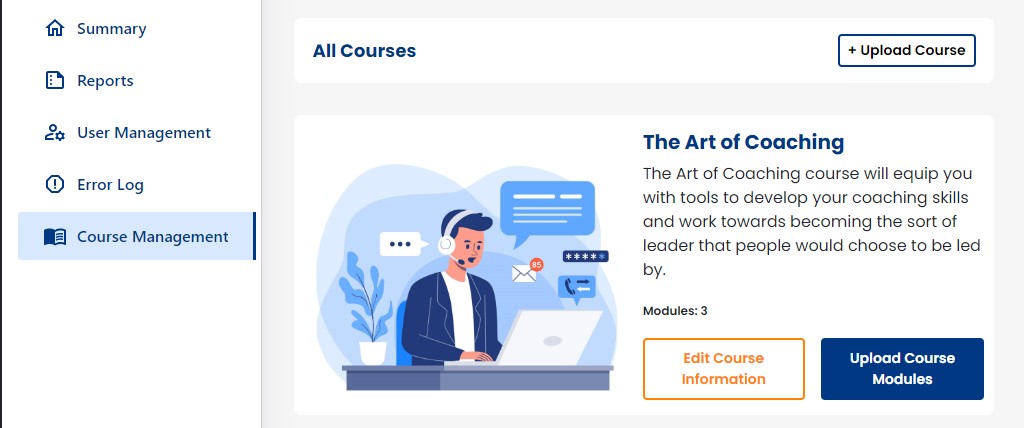 Summary
Reports
User Management
Error Log
Course Management
All Courses
+ Upload Course
The Art of Coaching
The Art of Coaching course will equip you
with tools to develop your coaching skills
and work towards becoming the sort of
leader that people would choose to be led
by.
Modules: 3
Edit Course
Information
Upload Course
Modules
85
*****